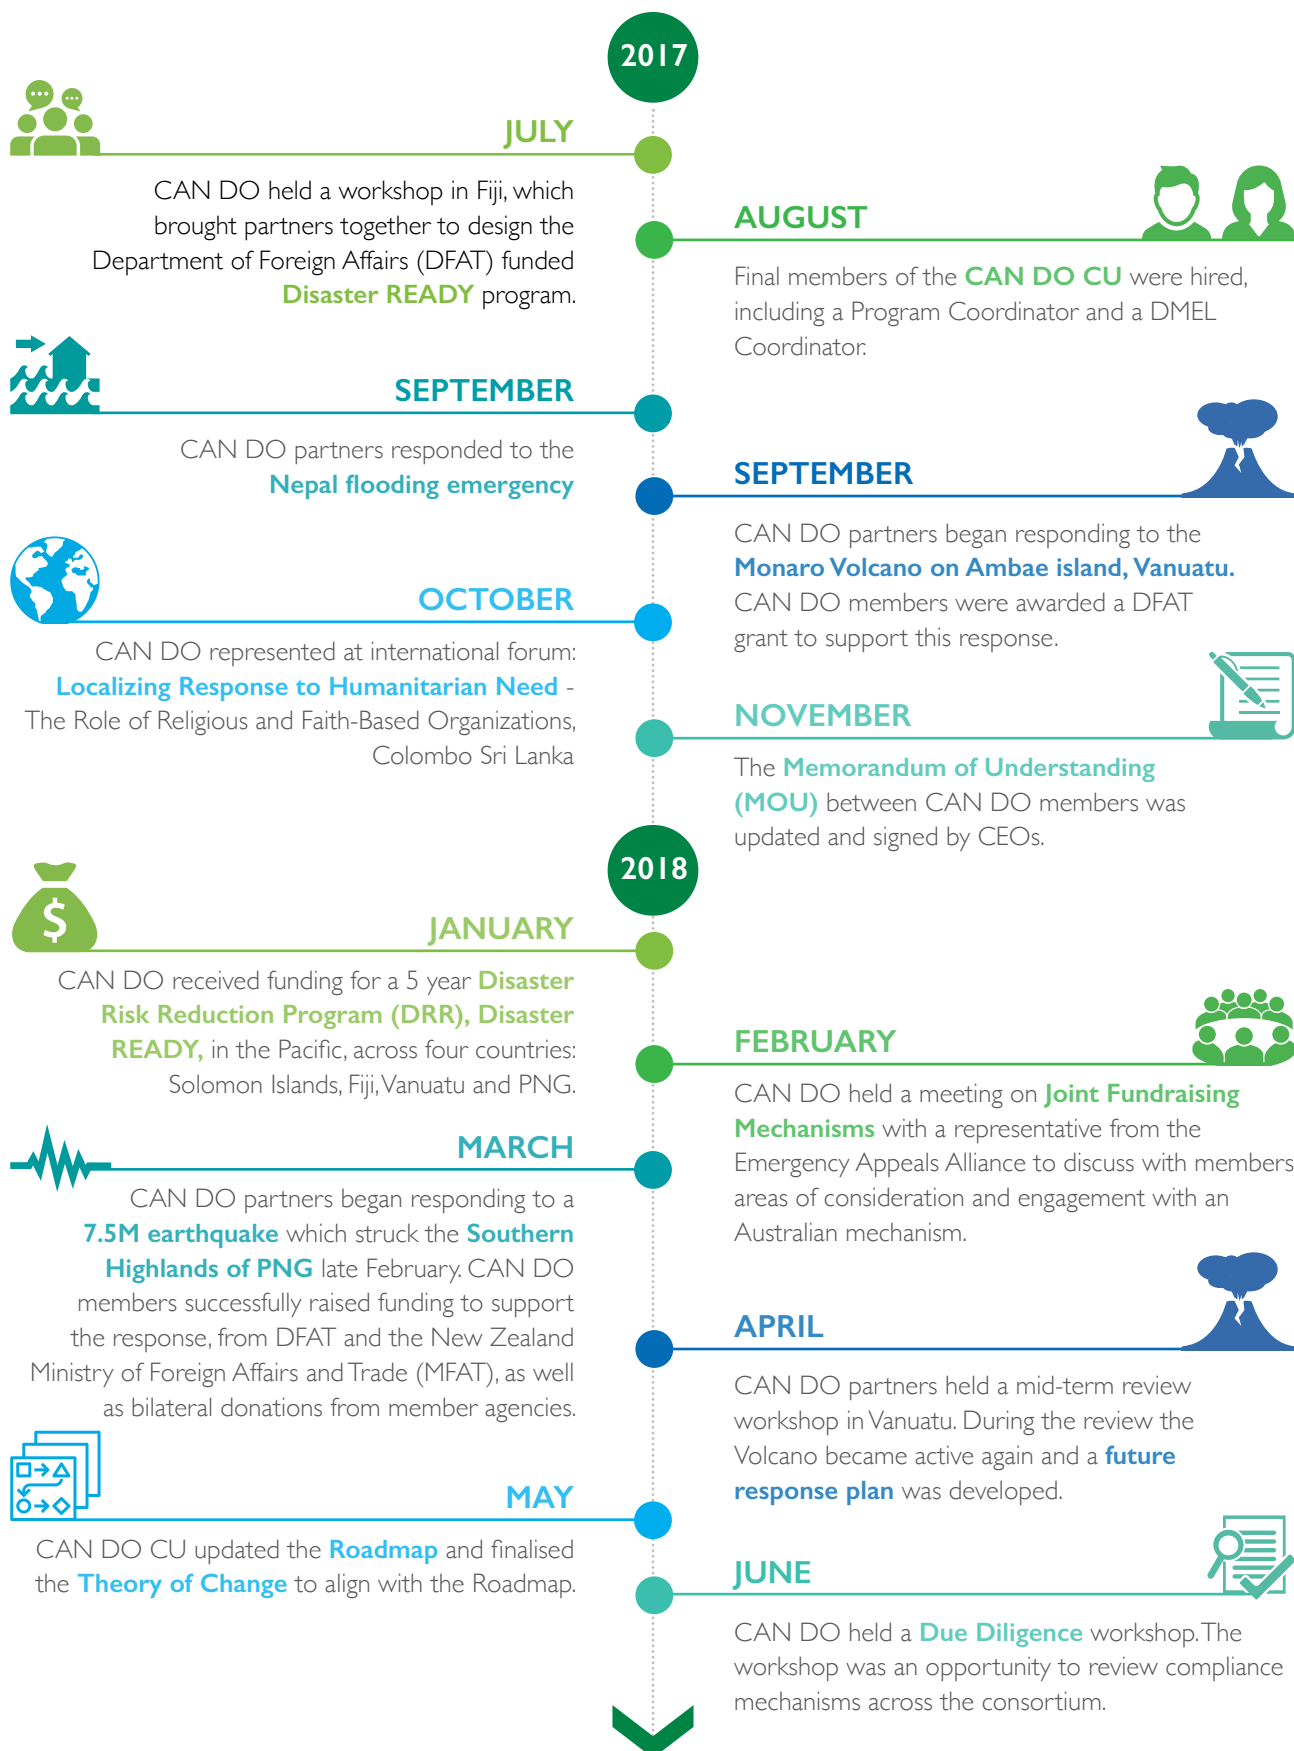 2017
JULY
CAN DO held a workshop in Fiji, which
brought partners together to design the
Department of Foreign Affairs (DFAT) funded
Disaster READY program.
AUGUST
Final members of the CAN DO CU were hired,
including a Program Coordinator and a DMEL
Coordinator.
SEPTEMBER
CAN DO partners responded to the
Nepal flooding emergency
SEPTEMBER
CAN DO partners began responding to the
Monaro Volcano on Ambae island, Vanuatu.
CAN DO members were awarded a DFAT
grant to support this response.
OCTOBER
CAN DO represented at international forum:
Localizing Response to Humanitarian Need -
The Role of Religious and Faith-Based Organizations,
Colombo Sri Lanka
NOVEMBER
The Memorandum of Understanding
(MOU) between CAN DO members was
updated and signed by CEOs.
2018
$
JANUARY
CAN DO received funding for a 5 year Disaster
Risk Reduction Program (DRR), Disaster
READY, in the Pacific, across four countries:
Solomon Islands, Fiji, Vanuatu and PNG.
FEBRUARY
CAN DO held a meeting on Joint Fundraising
Mechanisms with a representative from the
Emergency Appeals Alliance to discuss with members
areas of consideration and engagement with an
Australian mechanism.
MARCH
CAN DO partners began responding to a
7.5M earthquake which struck the Southern
Highlands of PNG late February. CAN DO
members successfully raised funding to support
the response, from DFAT and the New Zealand
Ministry of Foreign Affairs and Trade (MFAT), as well
as bilateral donations from member agencies.
APRIL
CAN DO partners held a mid-term review
workshop in Vanuatu. During the review the
Volcano became active again and a future
response plan was developed.
MAY
CAN DO CU updated the Roadmap and finalised
the Theory of Change to align with the Roadmap.
JUNE
CAN DO held a Due Diligence workshop. The
workshop was an opportunity to review compliance
mechanisms across the consortium.